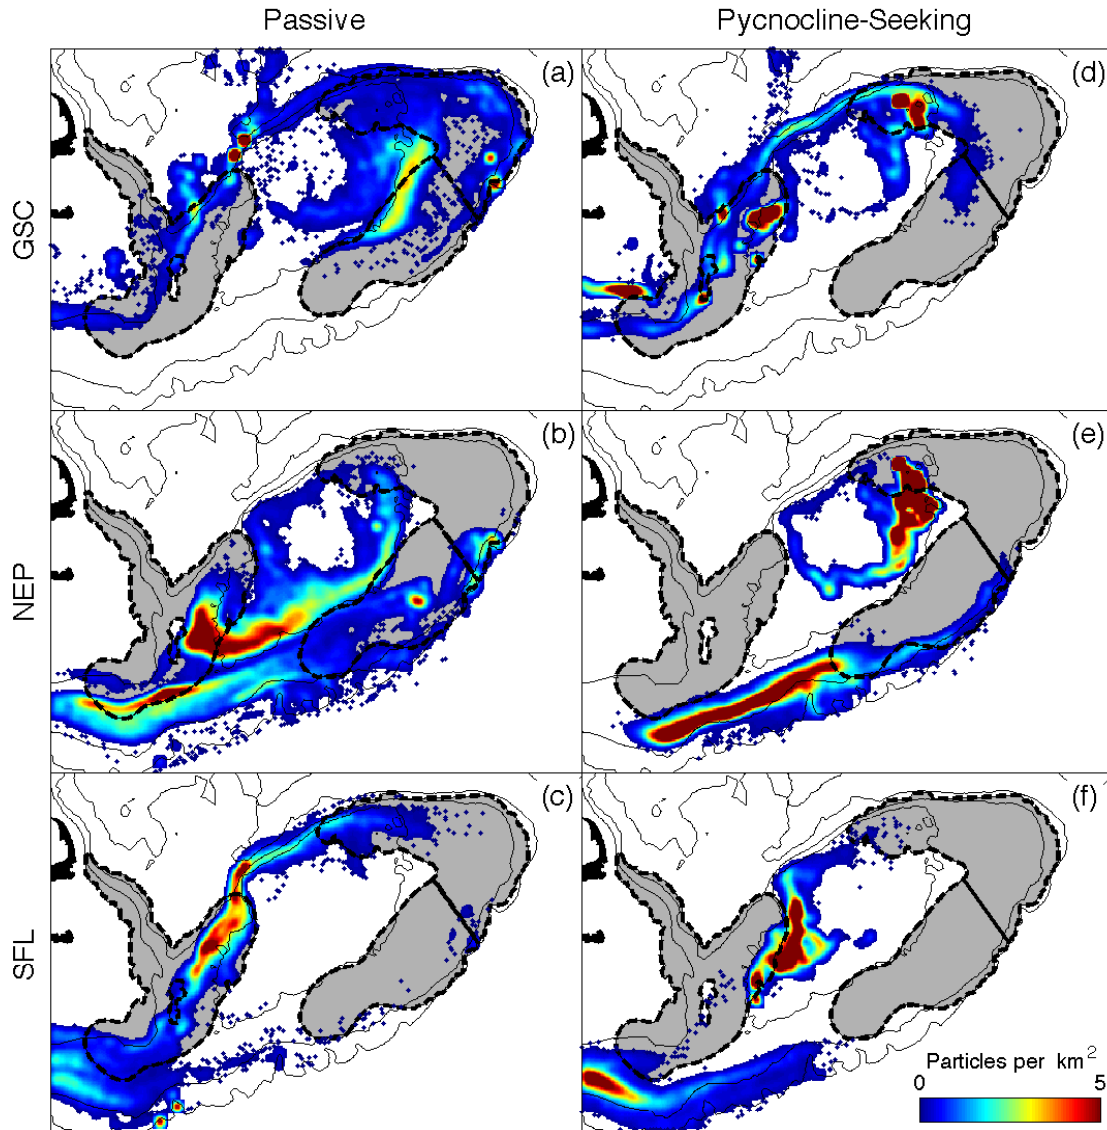 Passive
Pycnocline-Seeking
GSC
(a)
(d)
NEP
(b)
(e)
SFL
(c)
(f)
Particles per km²
0
5